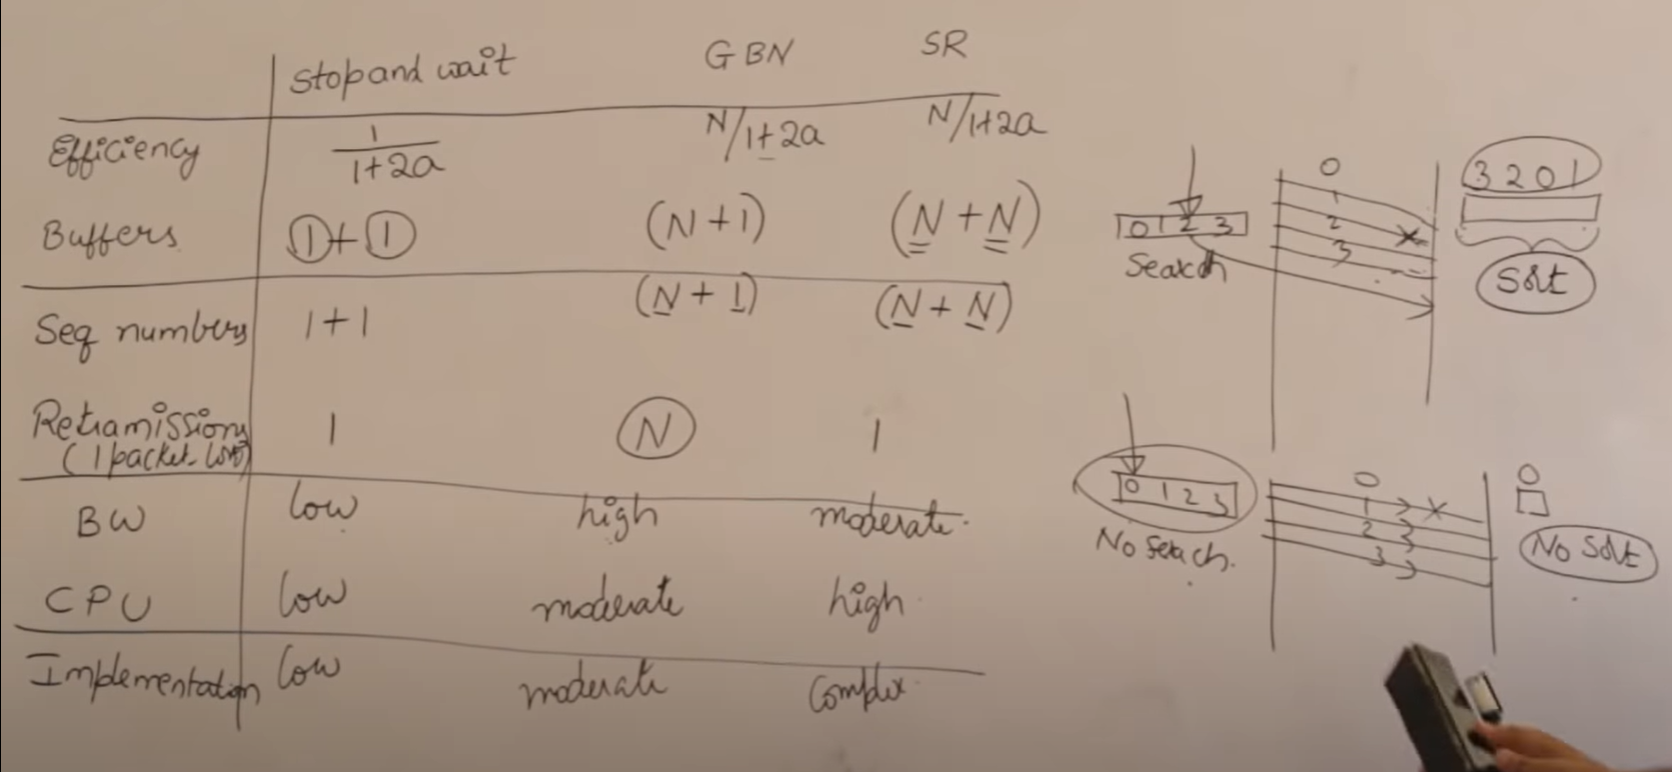 Stop and wait GBN SR
Efficiency 1/1+2a N/1+2a N/1+2a
Buffers 1+1 (N+1) (N+N)
Seq numbers 1+1 (N+1) (N+N)
Retramissions 1 N 1
(1 packet lost)
BW low high moderate.
CPU low moderate high.
Implementation low moderate Complex.
0 1 2 3
Search
0
1
2
3
3 2 0 1
Sort
0 1 2 3
No serach.
0
1
2
3
0
No Sort